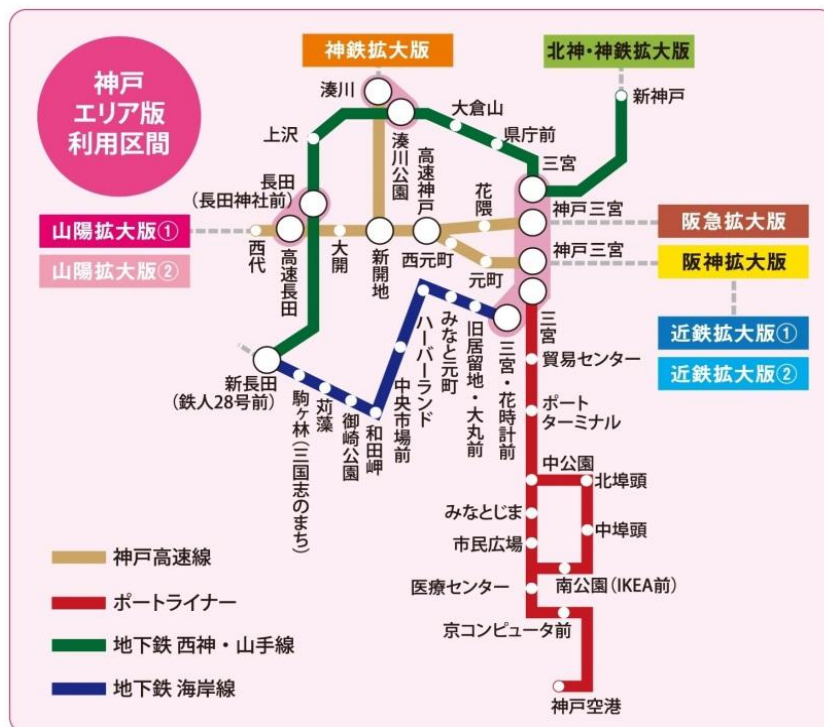 神戸
エリア版
利用区間
神鉄拡大版
北神・神鉄拡大版
湊川
新神戸
大倉山
県庁前
上沢
湊川公園
高速神戸
三宮
長田
(長田神社前)
花隈
神戸三宮
阪急拡大版
山陽拡大版①
山陽拡大版②
西代
高速長田
大開
新開地
西元町
元町
神戸三宮
阪神拡大版
近鉄拡大版①
近鉄拡大版②
新長田
(鉄人28号前)
駒ヶ林(三国志のまち)
苅藻
御崎公園
和田岬
中央市場前
ハーバーランド
みなと元町
旧居留地・大丸前
三宮・花時計前
三宮
貿易センター
ポート
ターミナル
中公園
北埠頭
みなとじま
中埠頭
市民広場
医療センター
南公園(IKEA前)
京コンピュータ前
神戸空港
神戸高速線
ポートライナー
地下鉄 西神・山手線
地下鉄 海岸線